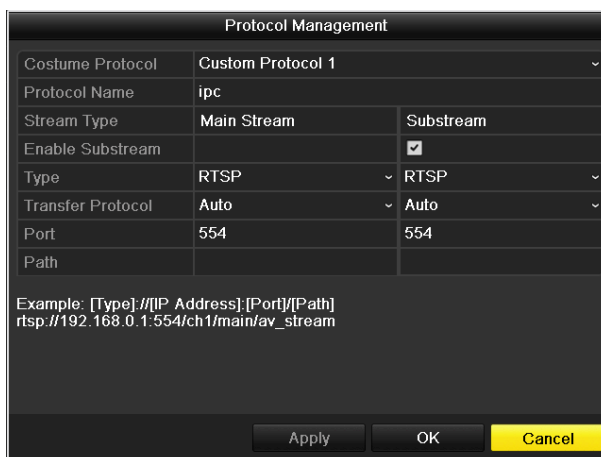 Protocol Management
Costume Protocol Custom Protocol 1
Protocol Name ipc
Stream Type Main Stream Substream
Enable Substream
Type RTSP RTSP
Transfer Protocol Auto Auto
Port 554 554
Path
Example: [Type]://[IP Address]:[Port]/[Path]
rtsp://192.168.0.1:554/ch1/main/av_stream
Apply OK Cancel